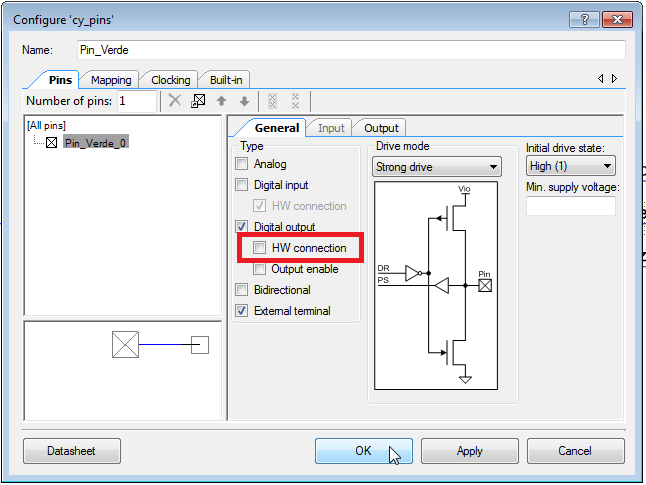 Configure 'cy_pins'
Name: Pin_Verde
Pins Mapping Clocking Built-in
Number of pins: 1
[All pins]
Pin_Verde_0
General Input Output
Type
Analog
Digital input
HW connection
Digital output
HW connection
Output enable
Bidirectional
External terminal
Drive mode
Strong drive
Vio
DR
PS
Pin
Initial drive state:
High (1)
Min. supply voltage:
Datasheet OK Apply Cancel